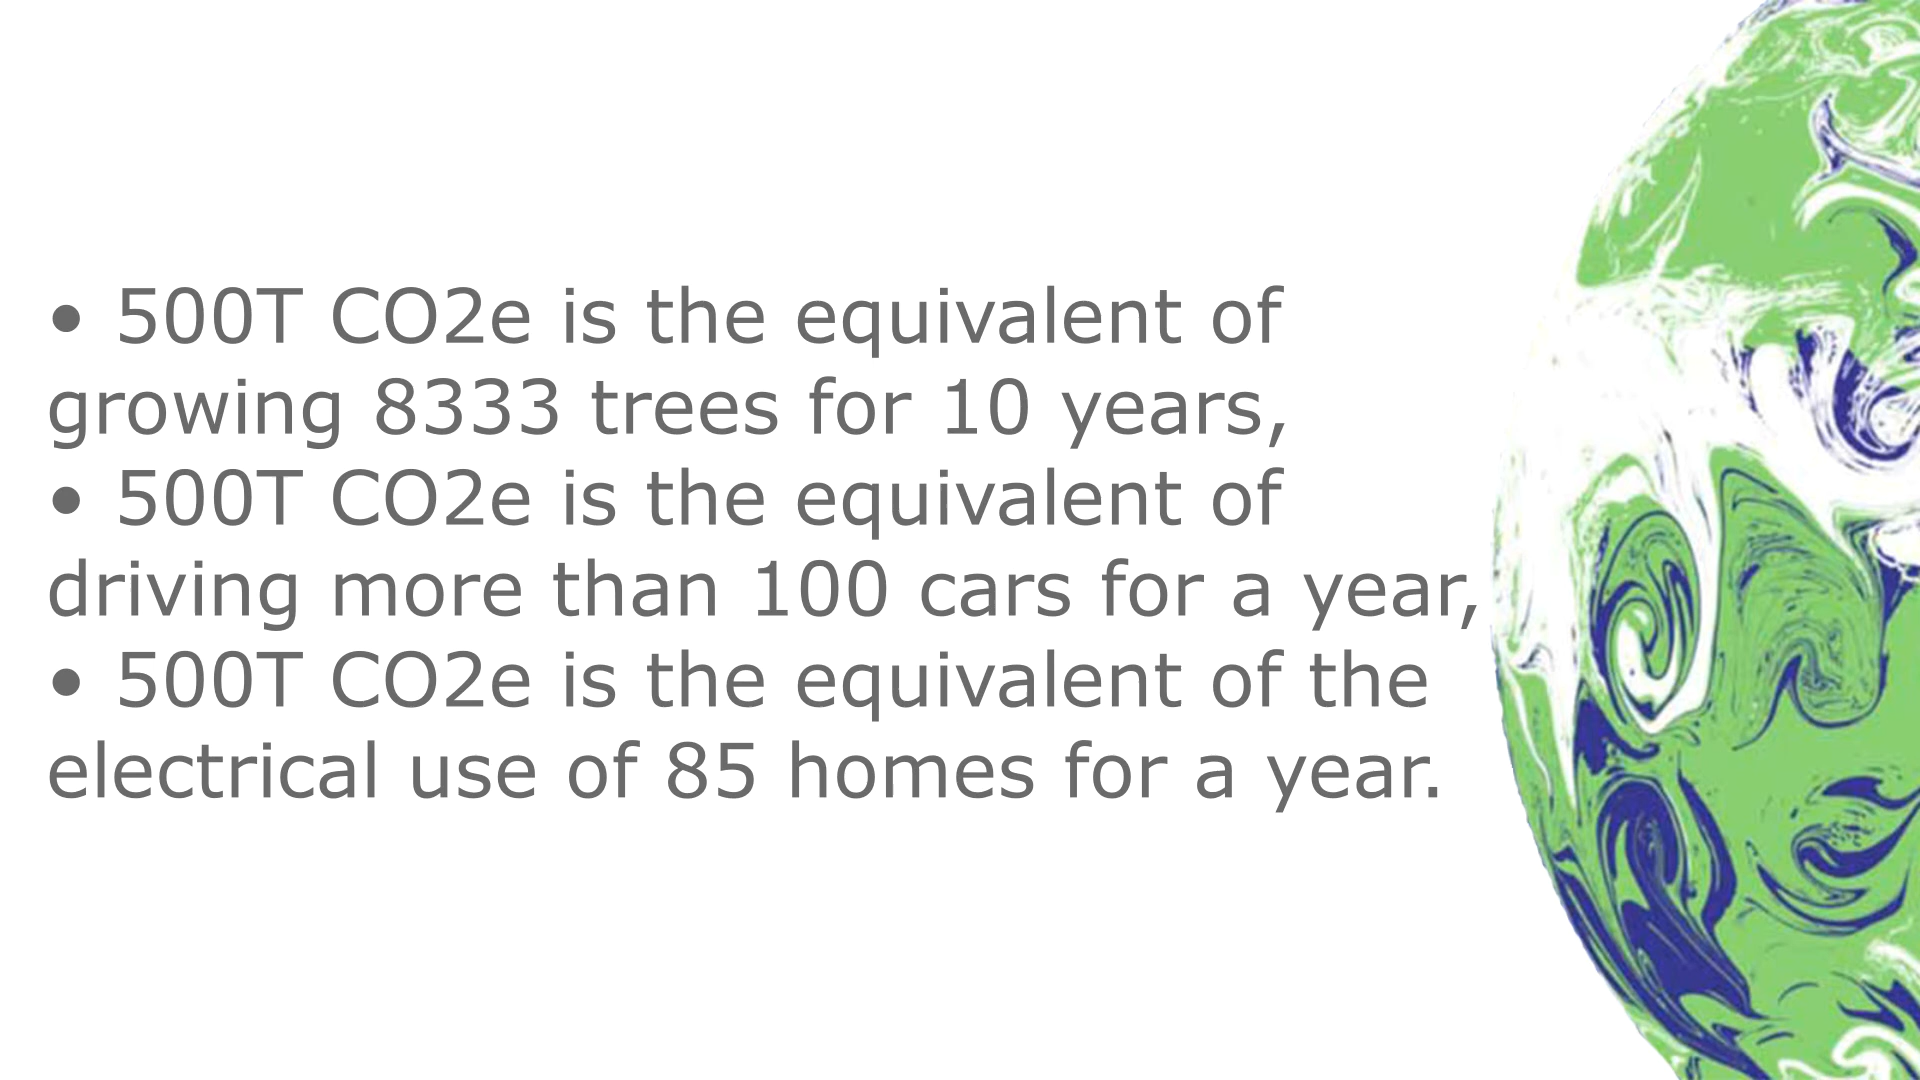 • 500T CO2e is the equivalent of
growing 8333 trees for 10 years,
• 500T CO2e is the equivalent of
driving more than 100 cars for a year,
• 500T CO2e is the equivalent of the
electrical use of 85 homes for a year.